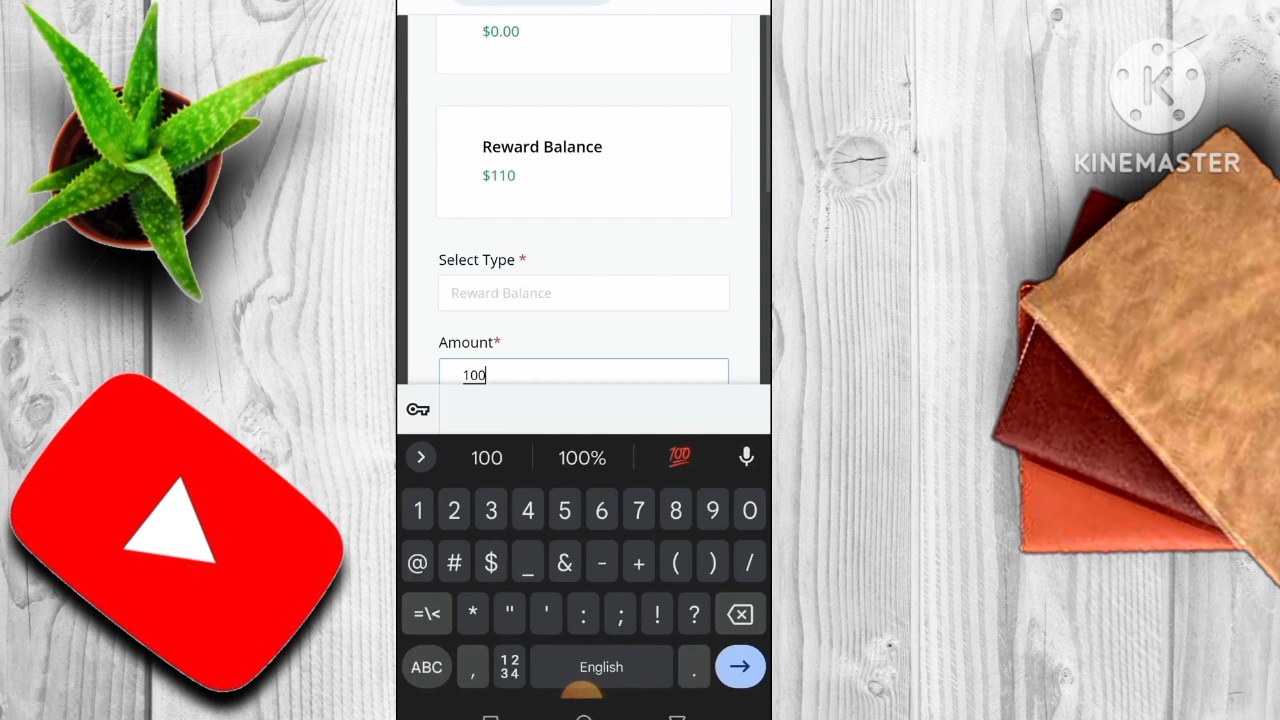 $0.00
Reward Balance
$110
Select Type *
Reward Balance
Amount*
100
100 100% 💯
1 2 3 4 5 6 7 8 9 0
@ # $ _ & - + ( ) /
=\< * " ' : ; ! ?
ABC , 12 34 English .
K
KINEMASTER